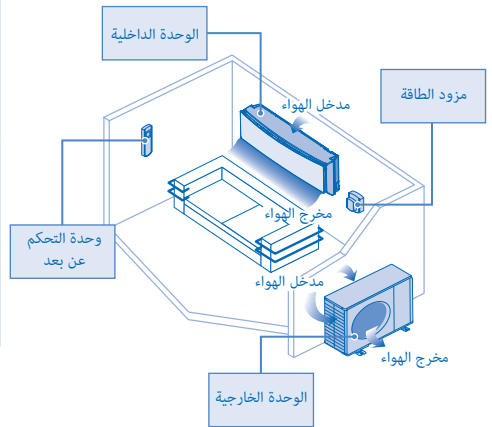 الوحدة الداخلية
مدخل الهواء
مزود الطاقة
مخرج الهواء
وحدة التحكم
عن بعد
مدخل الهواء
مخرج الهواء
الوحدة الخارجية